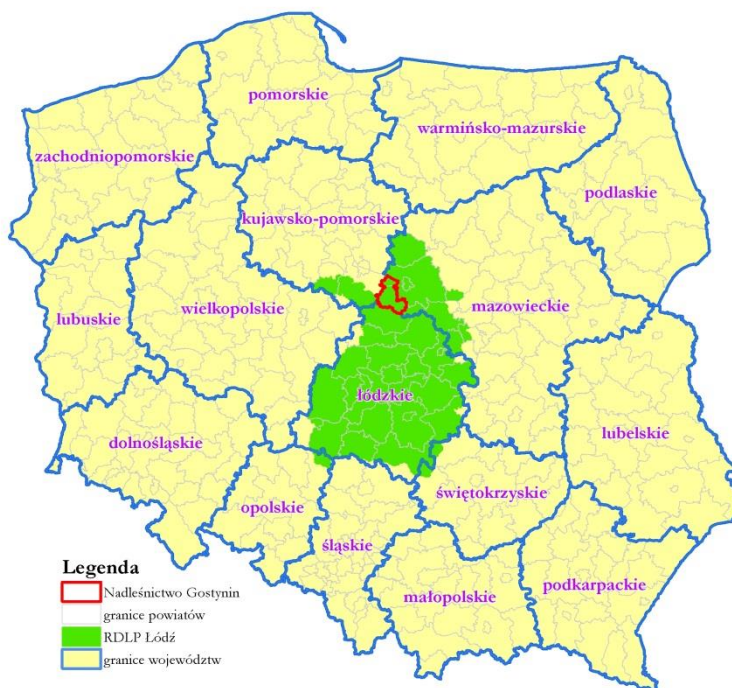 pomorskie
warmińsko-mazurskie
zachodniopomorskie
podlaskie
kujawsko-pomorskie
mazowieckie
wielkopolskie
lubuskie
łódzkie
lubelskie
dolnośląskie
świętokrzyskie
opolskie
śląskie
podkarpackie
małopolskie
Legenda
Nadleśnictwo Gostynin
granice powiatów
RDLP Łódź
granice województw